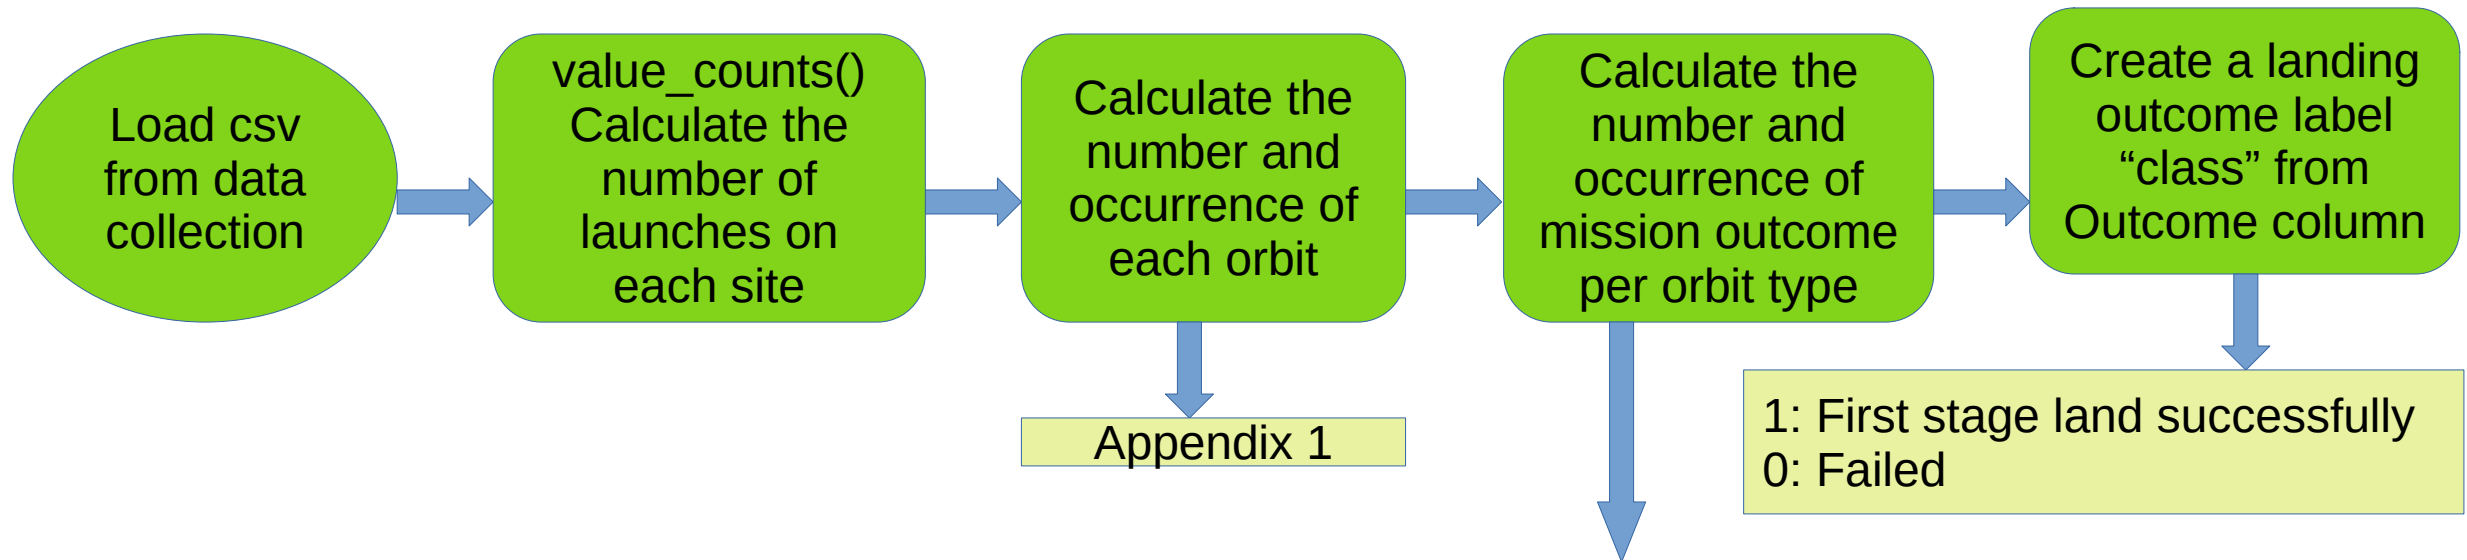 Load csv
from data
collection
value_counts()
Calculate the
number of
launches on
each site
Calculate the
number and
occurrence of
each orbit
Calculate the
number and
occurrence of
mission outcome
per orbit type
Create a landing
outcome label
“class” from
Outcome column
Appendix 1
1: First stage land successfully
0: Failed